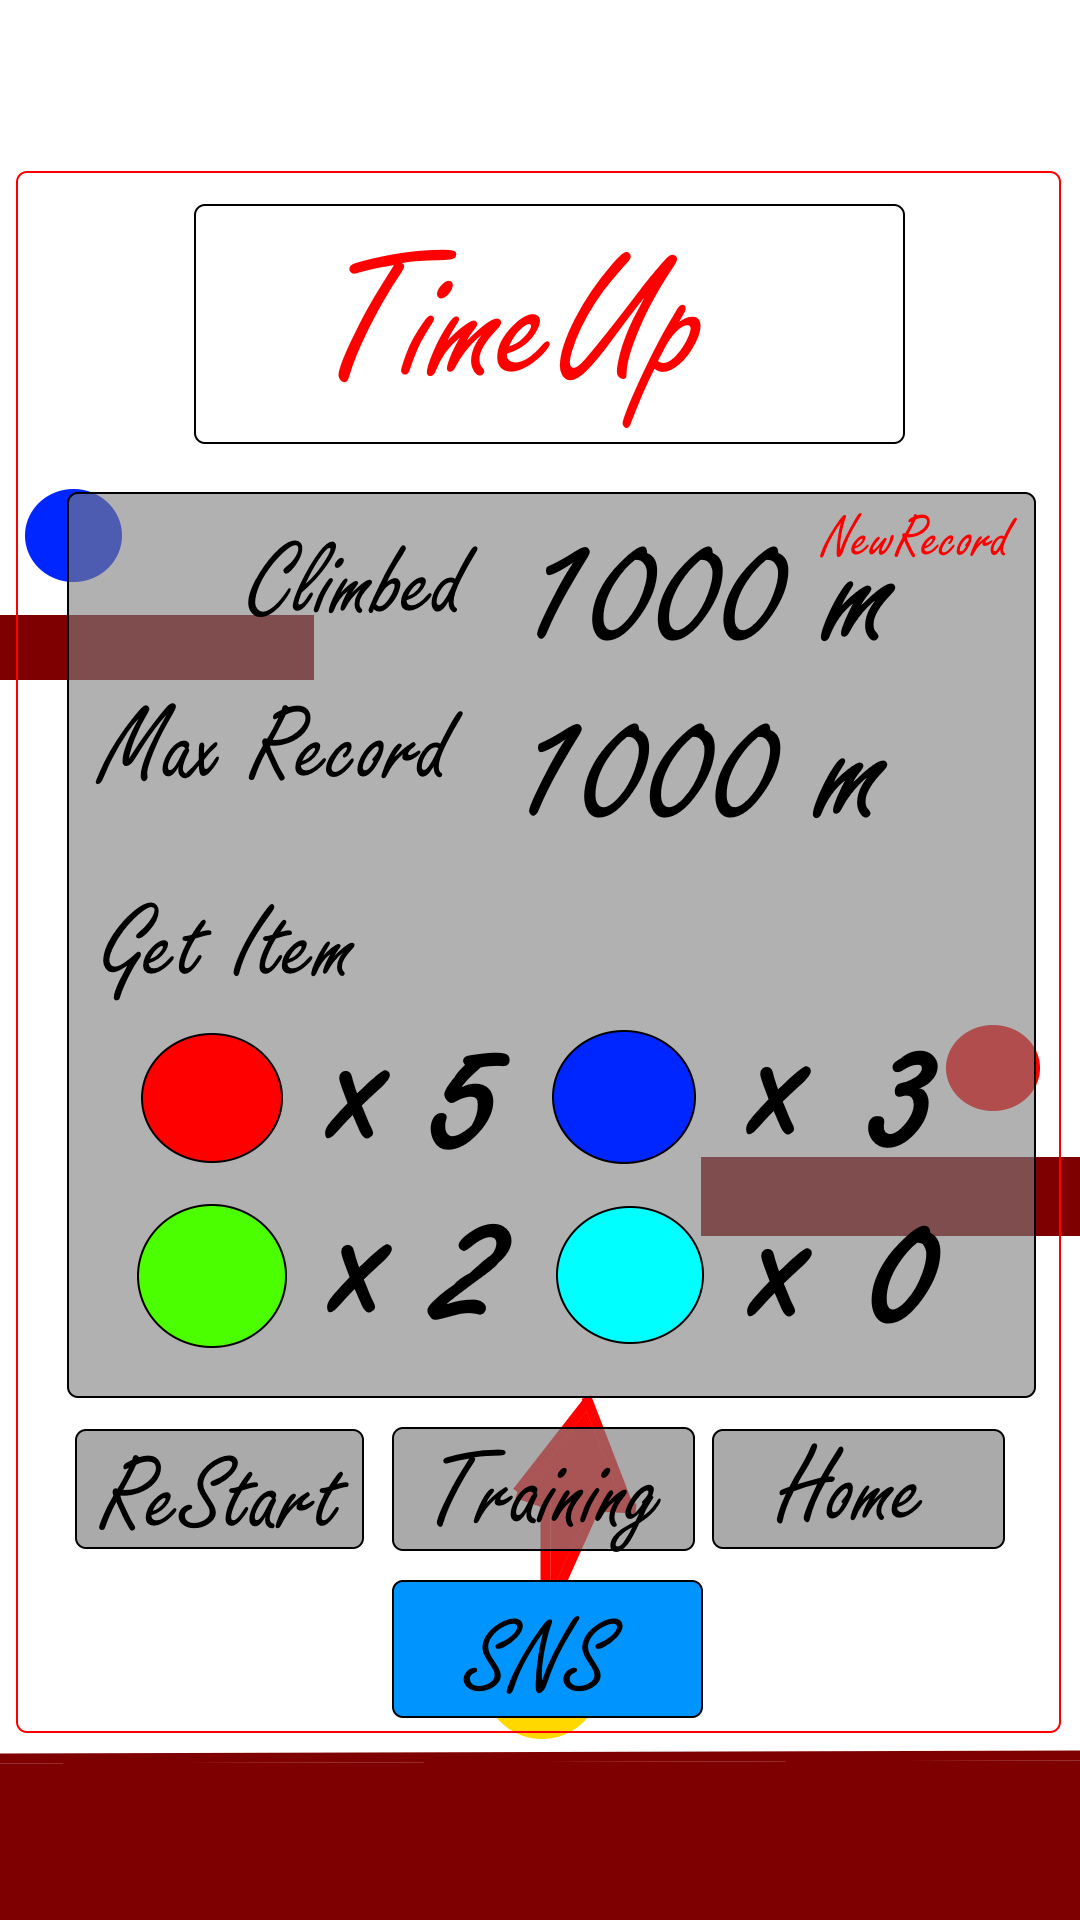 TimeUp
NewRecord
Climbed 1000 m
Max Record 1000 m
Get Item
x 5 x 3
x 2 x 0
ReStart Training Home
SNS